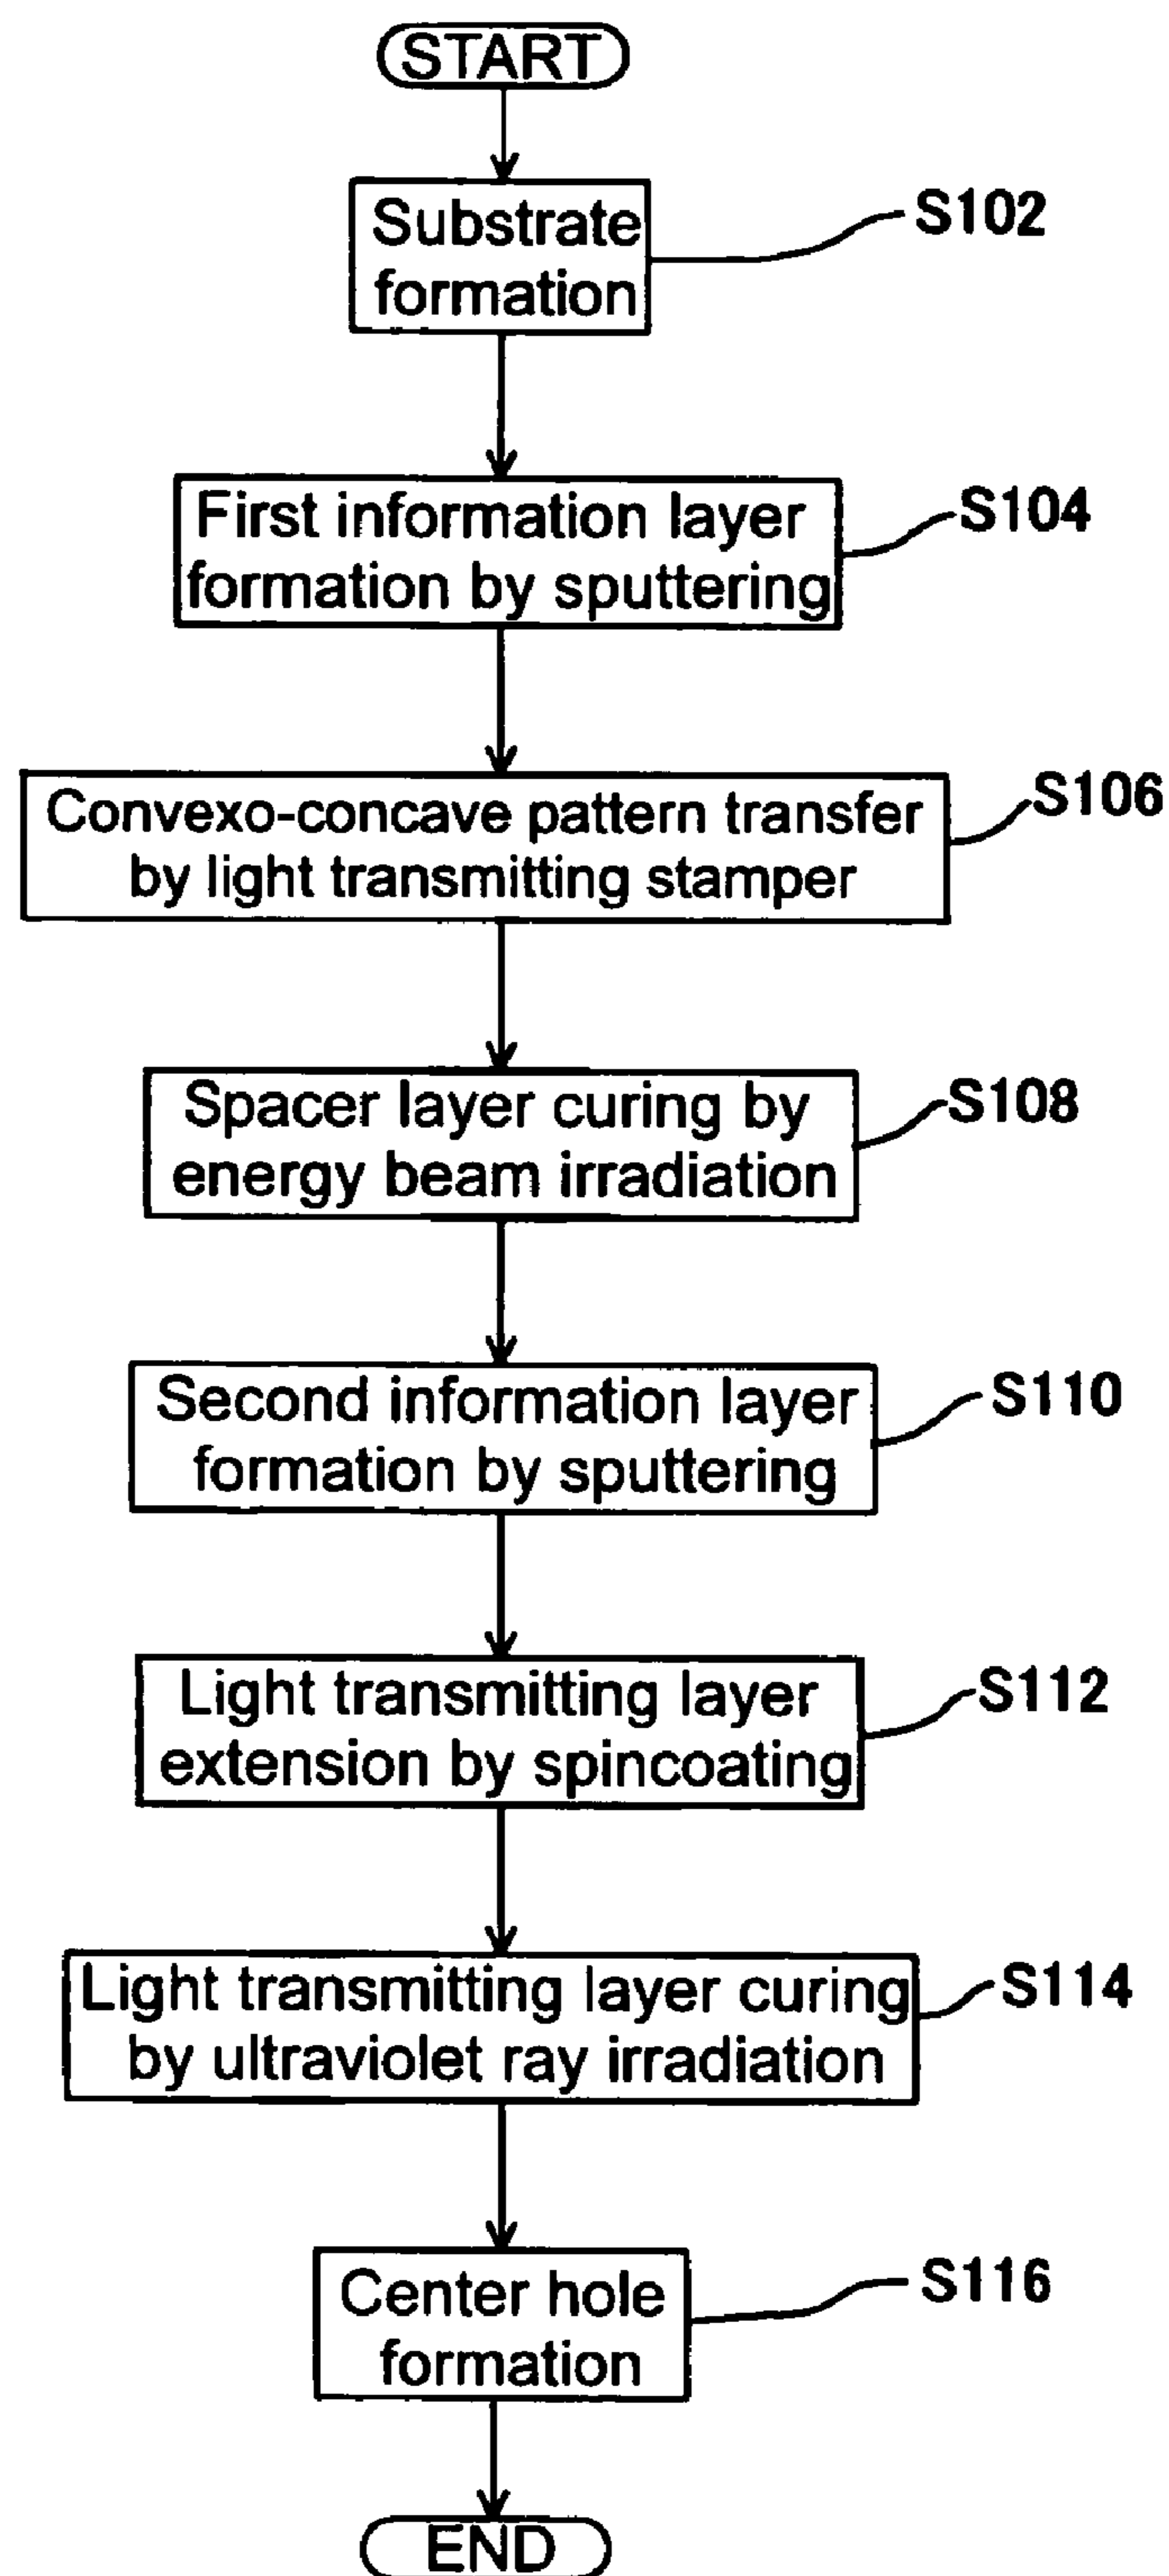 START
Substrate
formation
S102
First information layer
formation by sputtering
S104
Convexo-concave pattern transfer
by light transmitting stamper
S106
Spacer layer curing by
energy beam irradiation
S108
Second information layer
formation by sputtering
S110
Light transmitting layer
extension by spincoating
S112
Light transmitting layer curing
by ultraviolet ray irradiation
S114
Center hole
formation
S116
END